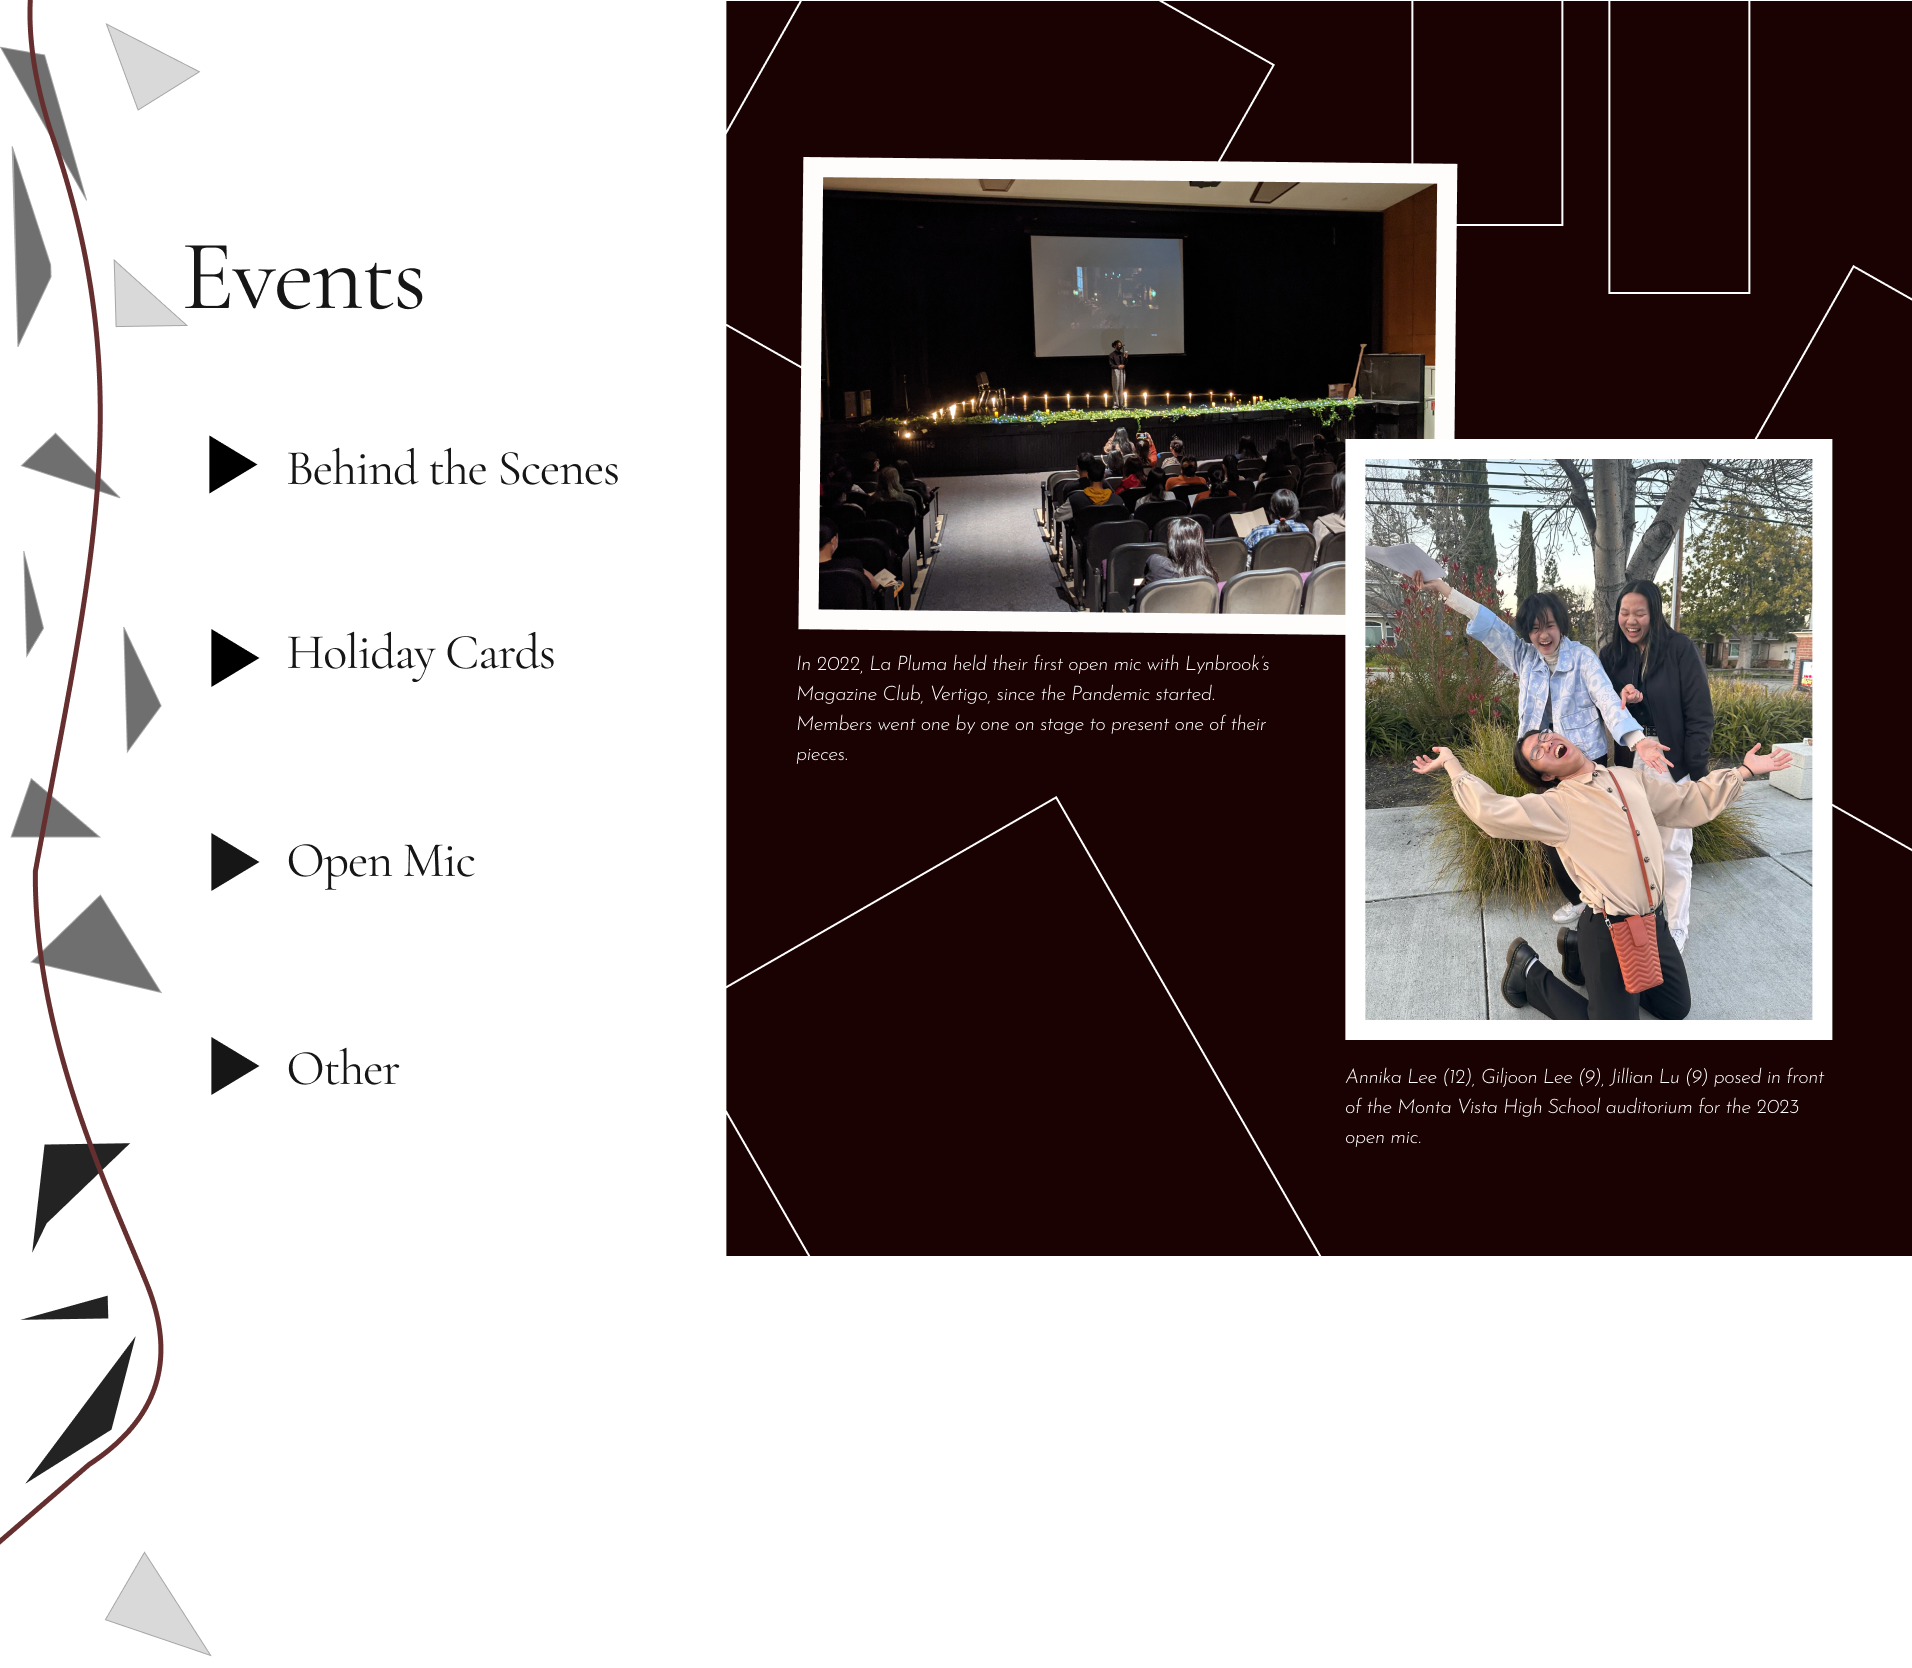 Events
Behind the Scenes
Holiday Cards
Open Mic
Other
In 2022, La Pluma held their first open mic with Lynbrook's
Magazine Club, Vertigo, since the Pandemic started.
Members went one by one on stage to present one of their
pieces.
Annika Lee (12), Giljoon Lee (9), Jillian Lu (9) posed in front
of the Monta Vista High School auditorium for the 2023
open mic.